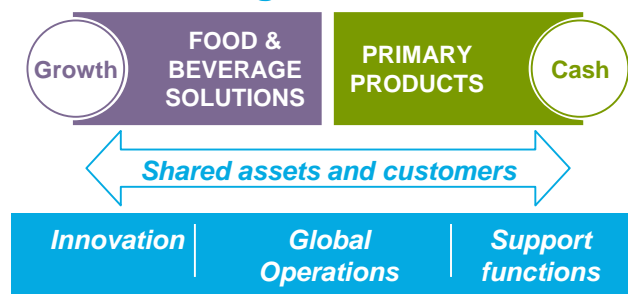 Growth
FOOD &
BEVERAGE
SOLUTIONS
PRIMARY
PRODUCTS
Cash
Shared assets and customers
Innovation
Global
Operations
Support
functions